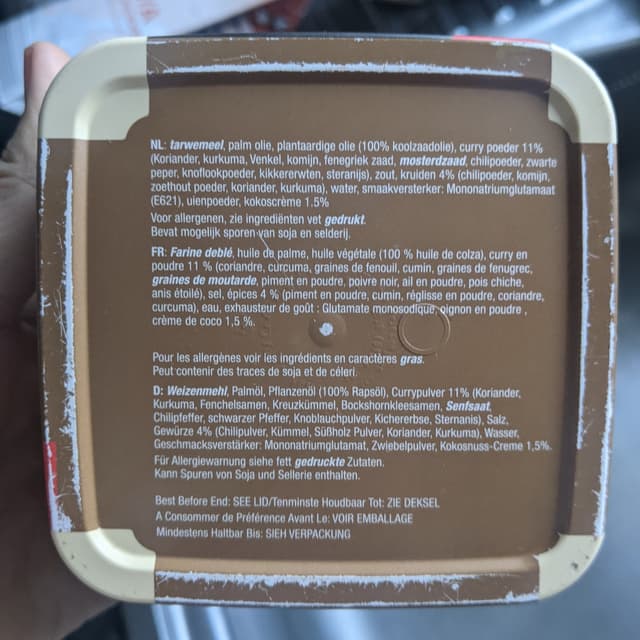 NL: tarwemeel, palm olie, plantaardige olie (100% koolzaadolie), curry poeder 11%
(Koriander, kurkuma, Venkel, komijn, fenegriek zaad, mosterdzaad, chilipoeder, zwarte
peper, knoflookpoeder, kikkererwten, steranijs), zout, kruiden 4% (chilipoeder, komijn,
zoethout poeder, koriander, kurkuma), water, smaakversterker: Mononatriumglutamaat
(E621), uienpoeder, kokoscrème 1.5%
Voor allergenen, zie ingrediënten vet gedrukt.
Bevat mogelijk sporen van soja en selderij.
FR: Farine deblé, huile de palme, huile végétale (100 % huile de colza), curry en
poudre 11 % (coriandre, curcuma, graines de fenouil, cumin, graines de fenugrec,
graines de moutarde, piment en poudre, poivre noir, ail en poudre, pois chiche,
anis étoilé), sel, épices 4 % (piment en poudre, cumin, réglisse en poudre, coriandre,
curcuma), eau, exhausteur de goût : Glutamate monosodique, oignon en poudre ,
crème de coco 1,5 %.
Pour les allergènes voir les ingrédients en caractères gras.
Peut contenir des traces de soja et de céleri.
D: Weizenmehl, Palmöl, Pflanzenöl (100% Rapsöl), Currypulver 11% (Koriander,
Kurkuma, Fenchelsamen, Kreuzkümmel, Bockshornkleesamen, Senfsaat,
Chilipfeffer, schwarzer Pfeffer, Knoblauchpulver, Kichererbse, Sternanis), Salz,
Gewürze 4% (Chilipulver, Kümmel, Süßholz Pulver, Koriander, Kurkuma), Wasser,
Geschmacksverstärker: Mononatriumglutamat, Zwiebelpulver, Kokosnuss-Creme 1,5%.
Für Allergiewarnung siehe fett gedruckte Zutaten.
Kann Spuren von Soja und Sellerie enthalten.
Best Before End: SEE LID/Tenminste Houdbaar Tot: ZIE DEKSEL
A Consommer de Préférence Avant Le: VOIR EMBALLAGE
Mindestens Haltbar Bis: SIEH VERPACKUNG